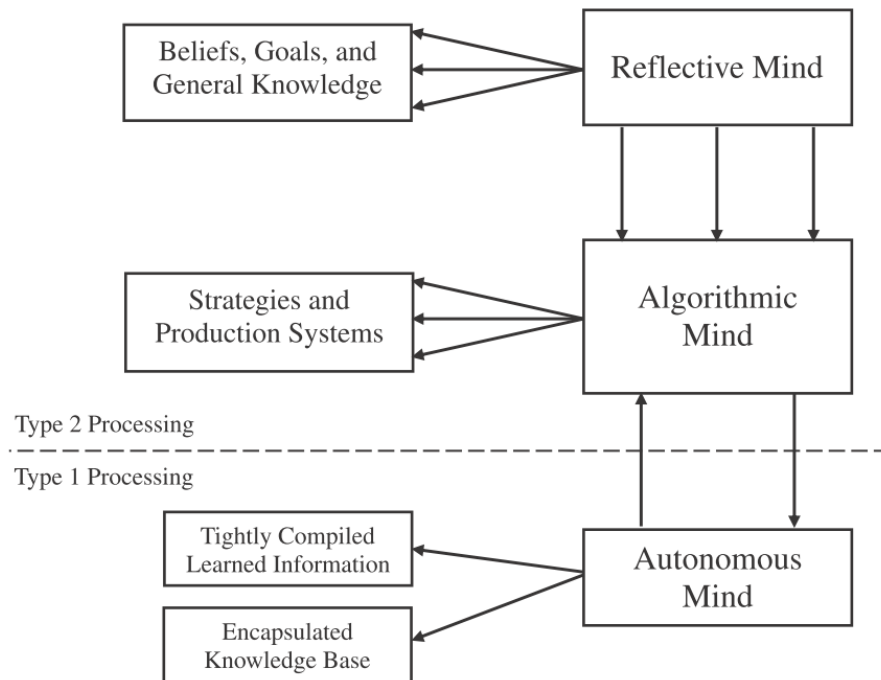 Beliefs, Goals, and
General Knowledge
Reflective Mind
Strategies and
Production Systems
Algorithmic
Mind
Type 2 Processing
Type 1 Processing
Tightly Compiled
Learned Information
Autonomous
Mind
Encapsulated
Knowledge Base